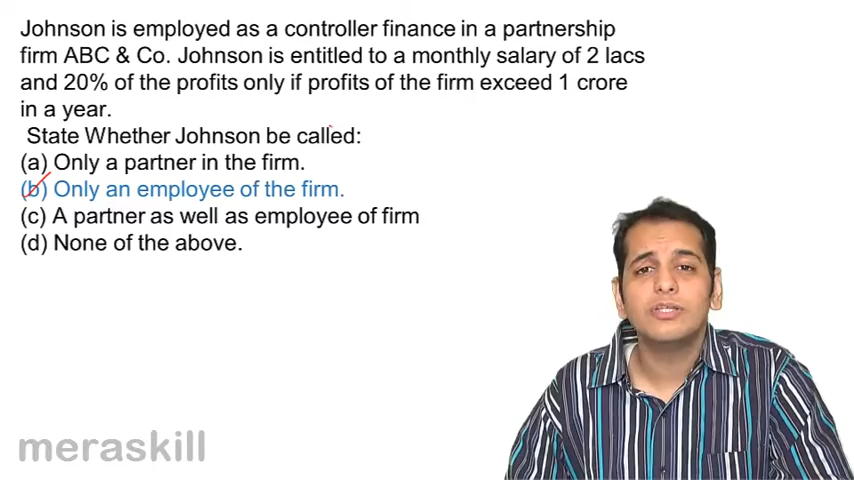 Johnson is employed as a controller finance in a partnership
firm ABC & Co. Johnson is entitled to a monthly salary of 2 lacs
and 20% of the profits only if profits of the firm exceed 1 crore
in a year.
State Whether Johnson be called:
(a) Only a partner in the firm.
(b) Only an employee of the firm.
(c) A partner as well as employee of firm
(d) None of the above.
meraskill